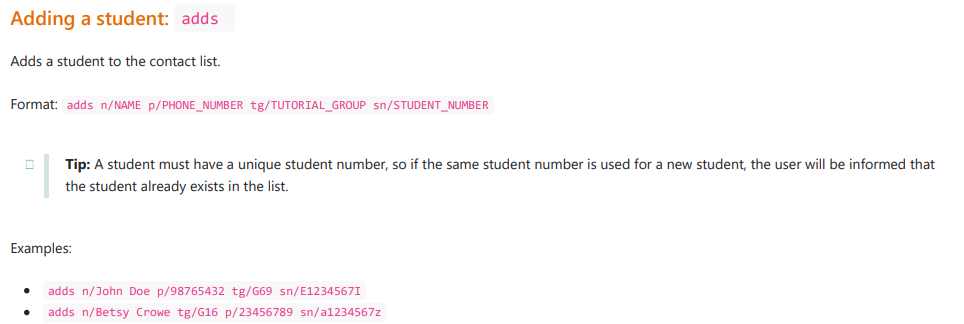 Adding a student: adds
Adds a student to the contact list.
Format: adds n/NAME p/PHONE_NUMBER tg/TUTORIAL_GROUP sn/STUDENT_NUMBER
Tip: A student must have a unique student number, so if the same student number is used for a new student, the user will be informed that
the student already exists in the list.
Examples:
adds n/John Doe p/98765432 tg/G69 sn/E1234567I
adds n/Betsy Crowe tg/G16 p/23456789 sn/a1234567z